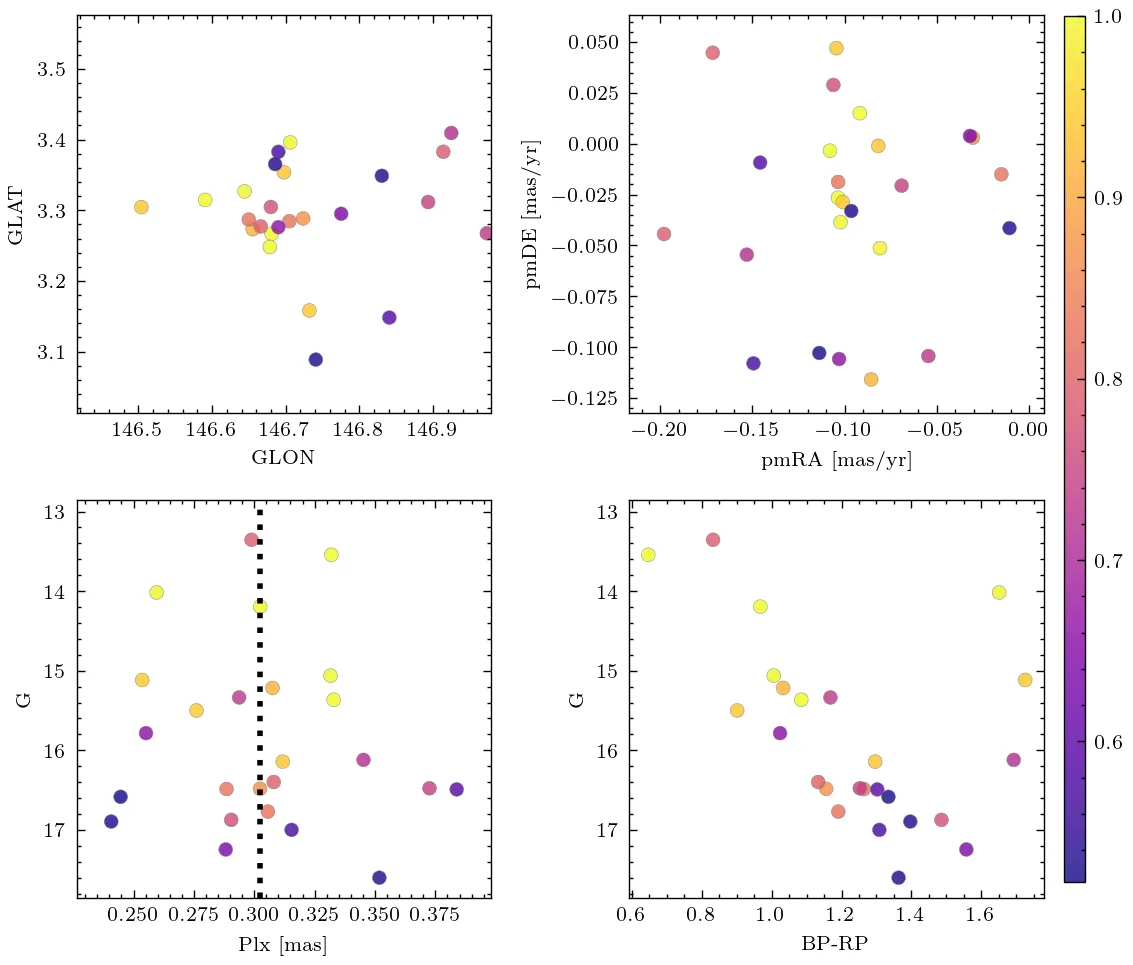 3.5
3.4
3.3
3.2
3.1
GLAT
146.5 146.6 146.7 146.8 146.9
GLON
0.050
0.025
0.000
−0.025
−0.050
−0.075
−0.100
−0.125
pmDE [mas/yr]
−0.20 −0.15 −0.10 −0.05 0.00
pmRA [mas/yr]
1.0
0.9
0.8
0.7
0.6
13
14
15
16
17
G
0.250 0.275 0.300 0.325 0.350 0.375
Plx [mas]
13
14
15
16
17
G
0.6 0.8 1.0 1.2 1.4 1.6
BP-RP